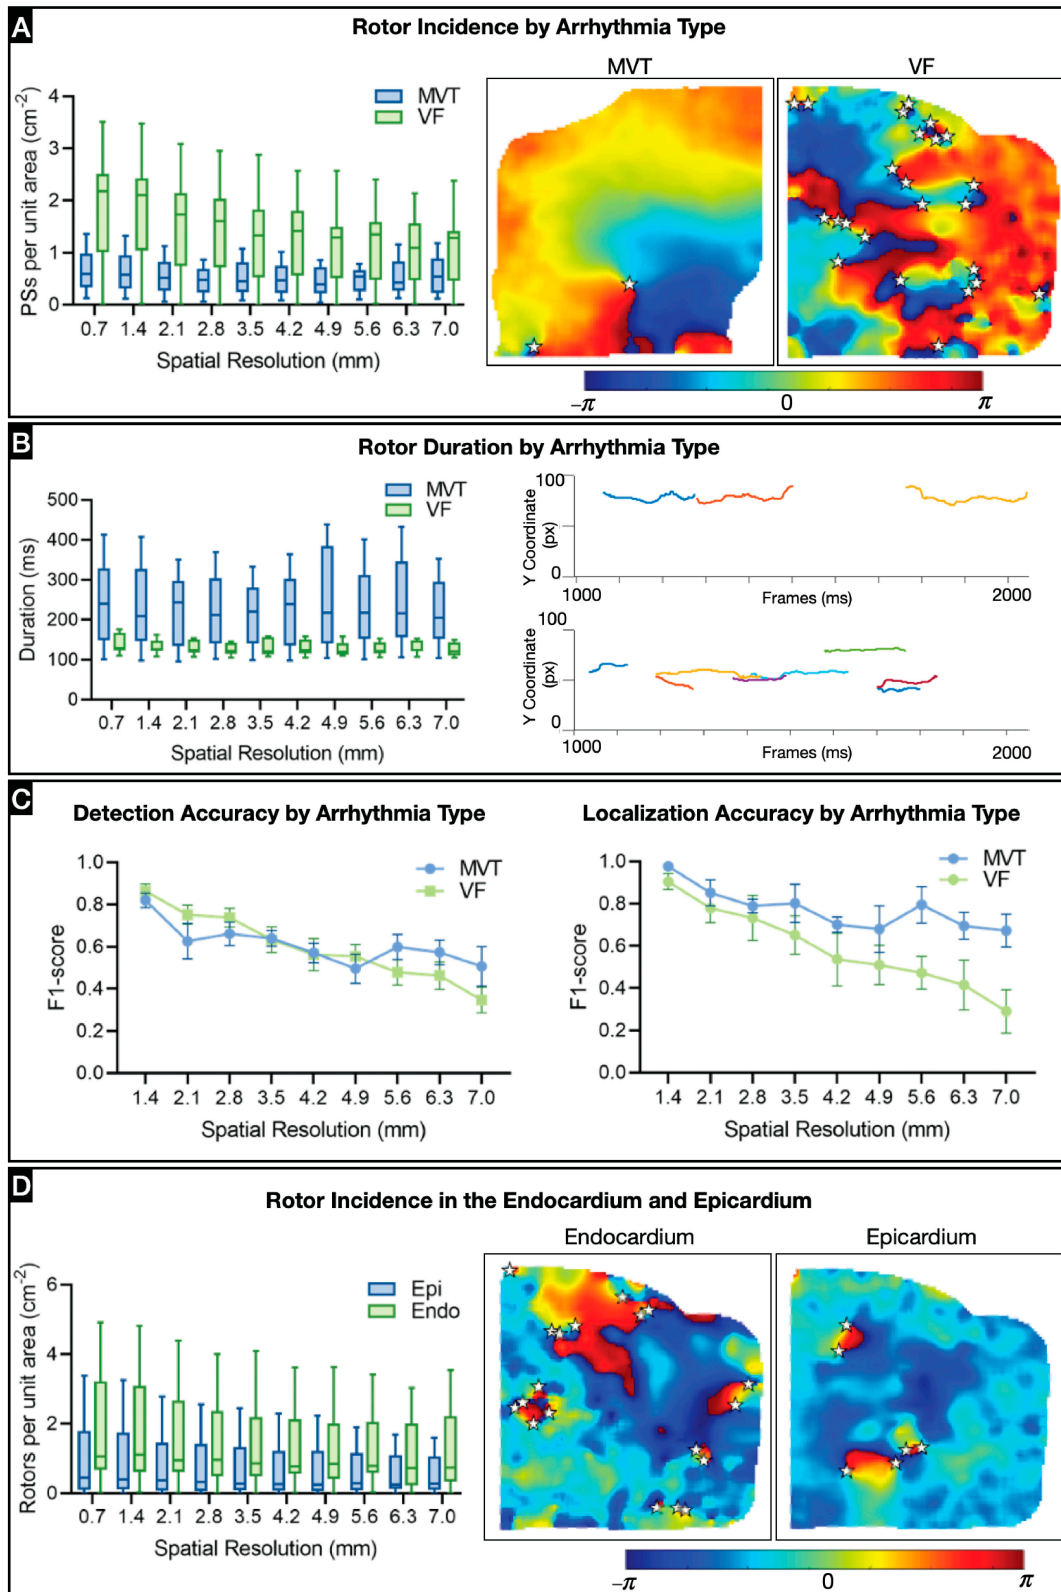 A
Rotor Incidence by Arrhythmia Type
MVT
VF
PSs per unit area (cm-2)
4
3
2
1
0
MVT
VF
0.7 1.4 2.1 2.8 3.5 4.2 4.9 5.6 6.3 7.0
Spatial Resolution (mm)
−π 0 π
B
Rotor Duration by Arrhythmia Type
Duration (ms)
500
400
300
200
100
0
MVT
VF
0.7 1.4 2.1 2.8 3.5 4.2 4.9 5.6 6.3 7.0
Spatial Resolution (mm)
Y Coordinate
(px)
100
0
1000 2000
Frames (ms)
Y Coordinate
(px)
100
0
1000 2000
Frames (ms)
C
Detection Accuracy by Arrhythmia Type
F1-score
1.0
0.8
0.6
0.4
0.2
0.0
MVT
VF
1.4 2.1 2.8 3.5 4.2 4.9 5.6 6.3 7.0
Spatial Resolution (mm)
Localization Accuracy by Arrhythmia Type
F1-score
1.0
0.8
0.6
0.4
0.2
0.0
MVT
VF
1.4 2.1 2.8 3.5 4.2 4.9 5.6 6.3 7.0
Spatial Resolution (mm)
D
Rotor Incidence in the Endocardium and Epicardium
Endocardium
Epicardium
Rotors per unit area (cm-2)
6
4
2
0
Epi
Endo
0.7 1.4 2.1 2.8 3.5 4.2 4.9 5.6 6.3 7.0
Spatial Resolution (mm)
−π 0 π